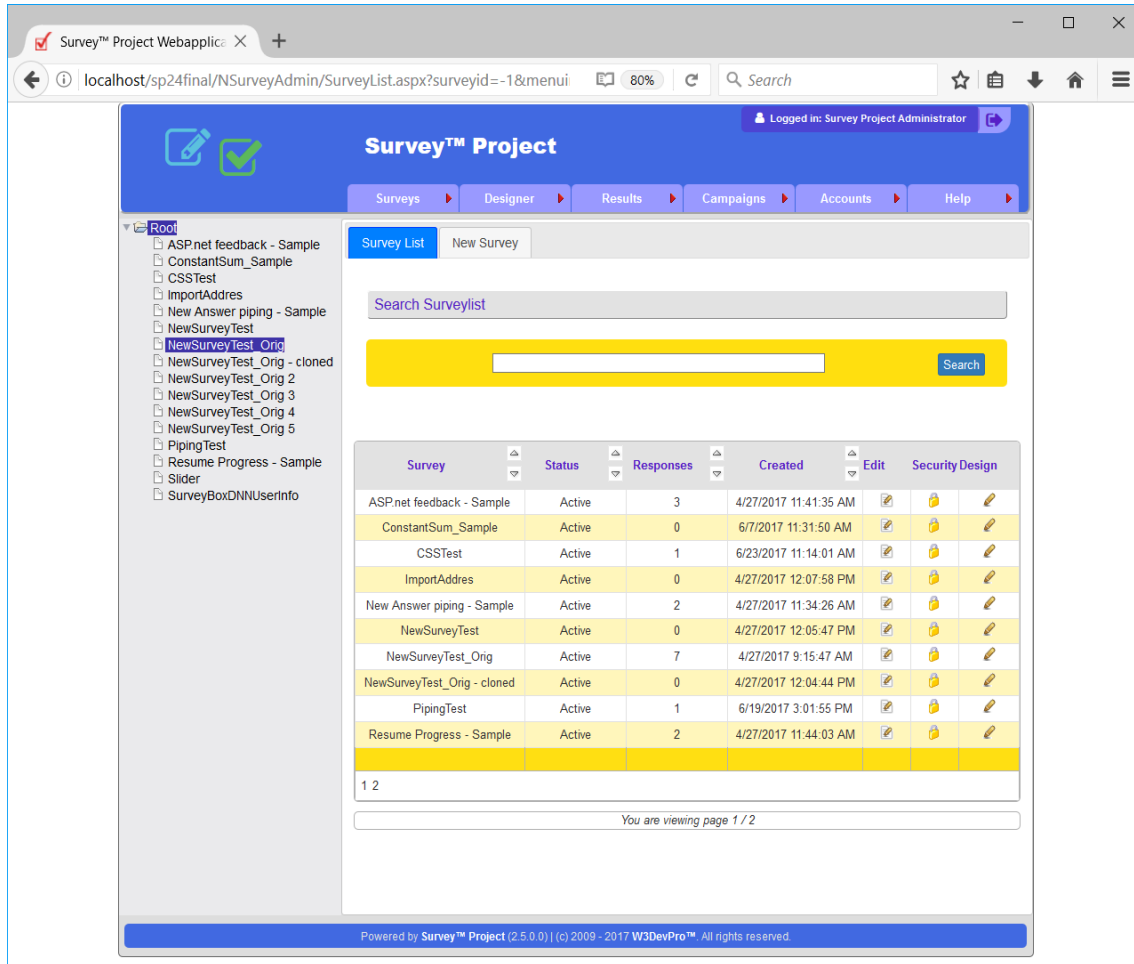 Survey™ Project Webapplica
localhost/sp24final/NSurveyAdmin/SurveyList.aspx?surveyid=-1&menui
80%
Search
Logged in: Survey Project Administrator
Survey™ Project
Surveys Designer Results Campaigns Accounts Help
Root
ASP.net feedback - Sample
ConstantSum_Sample
CSSTest
ImportAddres
New Answer piping - Sample
NewSurveyTest
NewSurveyTest_Orig
NewSurveyTest_Orig - cloned
NewSurveyTest_Orig 2
NewSurveyTest_Orig 3
NewSurveyTest_Orig 4
NewSurveyTest_Orig 5
PipingTest
Resume Progress - Sample
Slider
SurveyBoxDNNUserInfo
Survey List New Survey
Search Surveylist
Search
Survey Status Responses Created Edit Security Design
ASP.net feedback - Sample Active 3 4/27/2017 11:41:35 AM
ConstantSum_Sample Active 0 6/7/2017 11:31:50 AM
CSSTest Active 1 6/23/2017 11:14:01 AM
ImportAddres Active 0 4/27/2017 12:07:58 PM
New Answer piping - Sample Active 2 4/27/2017 11:34:26 AM
NewSurveyTest Active 0 4/27/2017 12:05:47 PM
NewSurveyTest_Orig Active 7 4/27/2017 9:15:47 AM
NewSurveyTest_Orig - cloned Active 0 4/27/2017 12:04:44 PM
PipingTest Active 1 6/19/2017 3:01:55 PM
Resume Progress - Sample Active 2 4/27/2017 11:44:03 AM
1 2
You are viewing page 1 / 2
Powered by Survey™ Project (2.5.0.0) | (c) 2009 - 2017 W3DevPro™. All rights reserved.